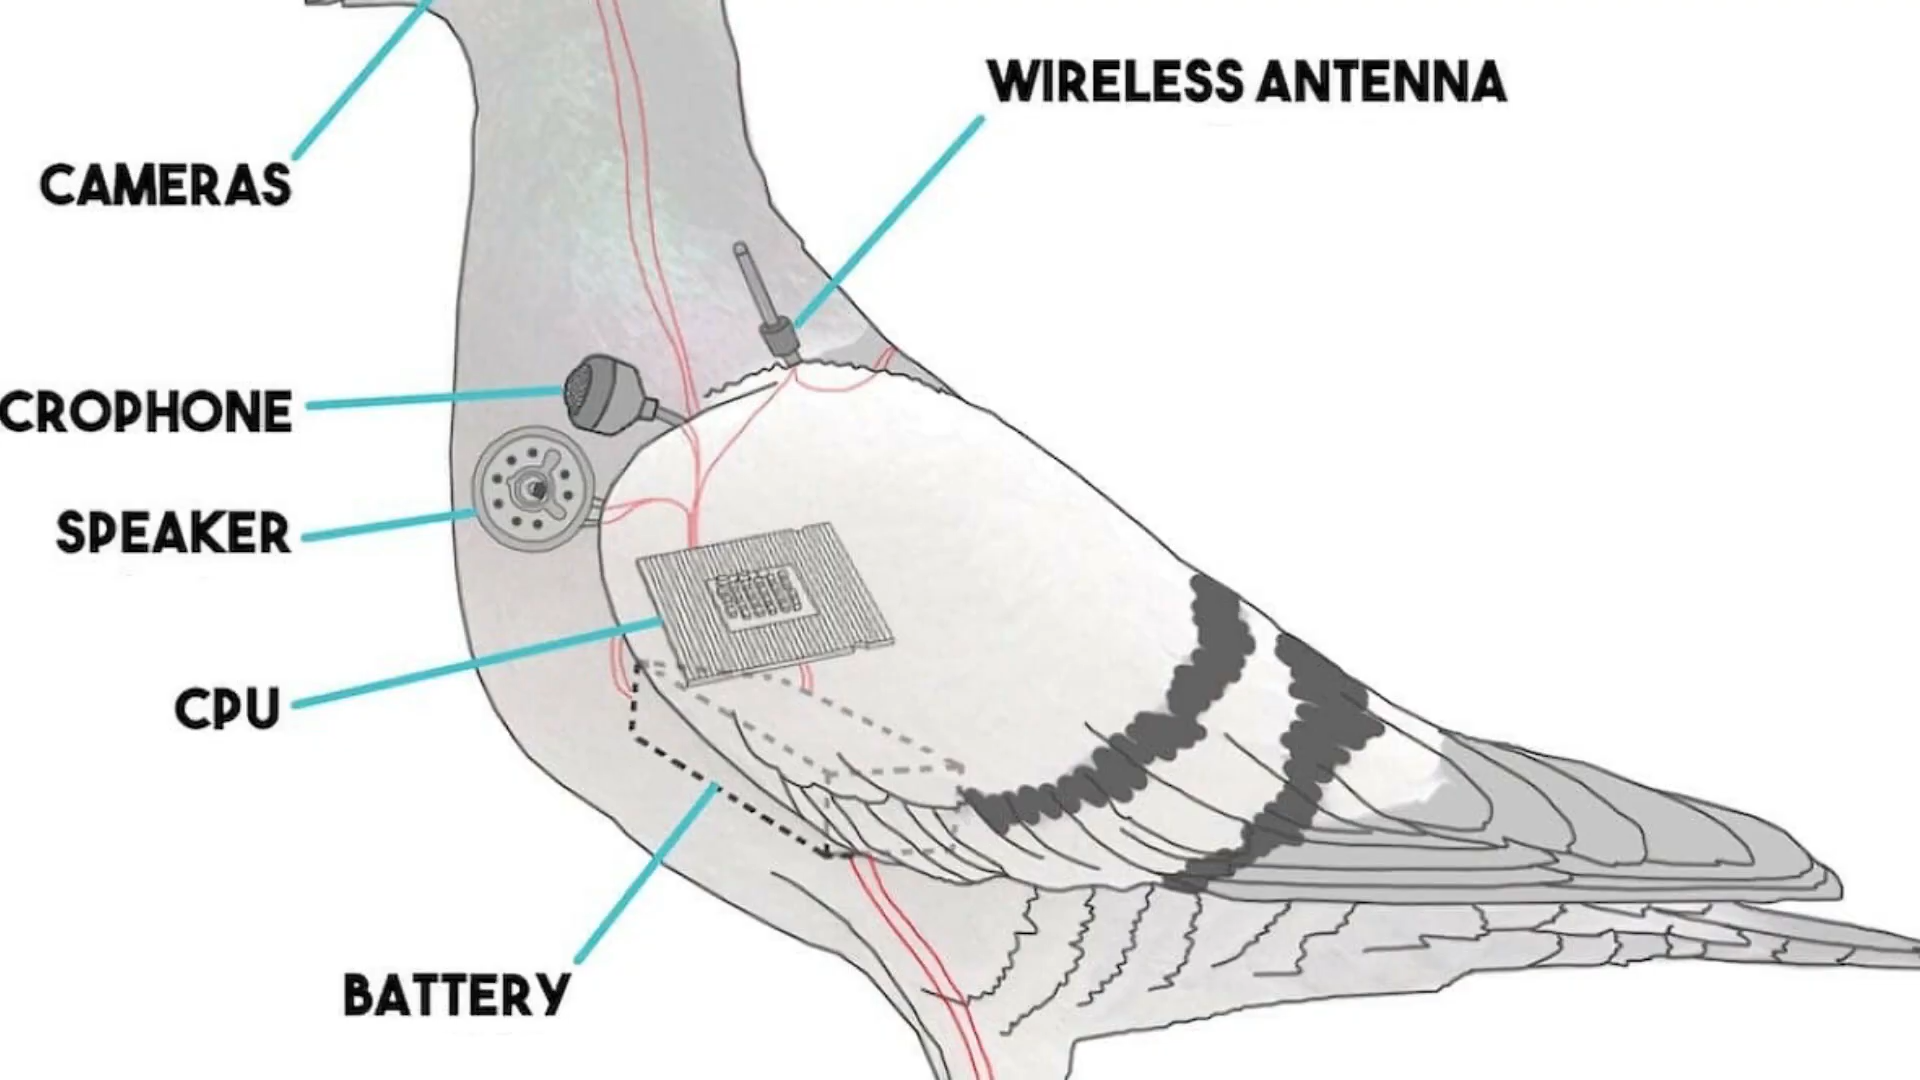 WIRELESS ANTENNA
CAMERAS
CROPHONE
SPEAKER
CPU
BATTERY